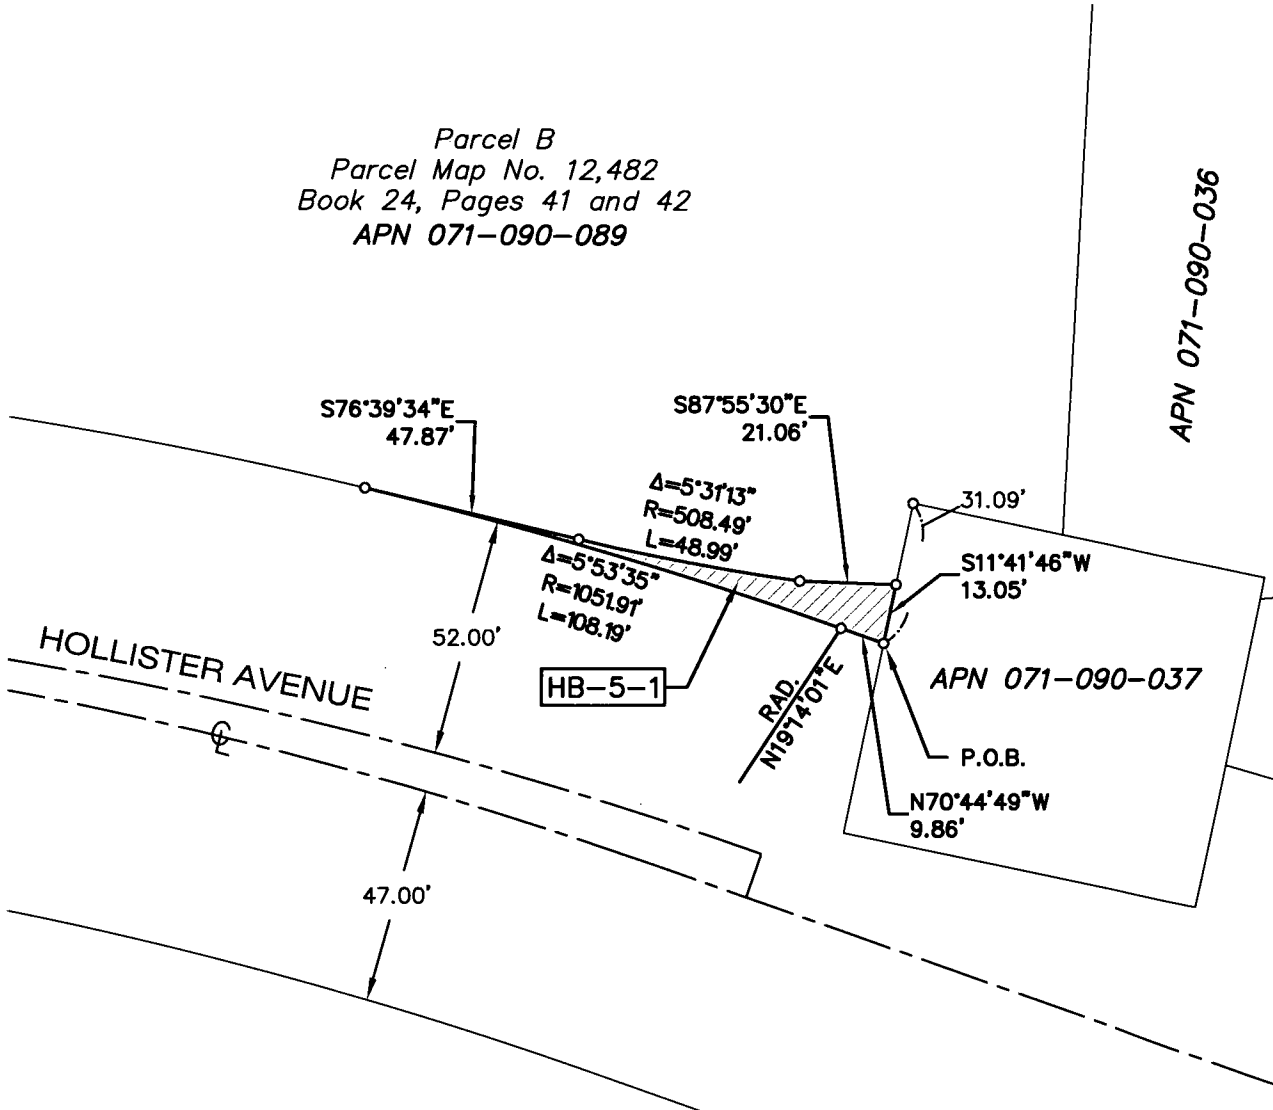 Parcel B
Parcel Map No. 12,482
Book 24, Pages 41 and 42
APN 071-090-089
APN 071-090-036
S76°39'34"E
47.87'
S87°55'30"E
21.06'
Δ=5°31'13"
R=508.49'
L=48.99'
31.09'
S11°41'46"W
13.05'
Δ=5°53'35"
R=1051.91'
L=108.19'
52.00'
HOLLISTER AVENUE
HB-5-1
RAD.
N19°14'01"E
APN 071-090-037
P.O.B.
N70°44'49"W
9.86'
℄
47.00'